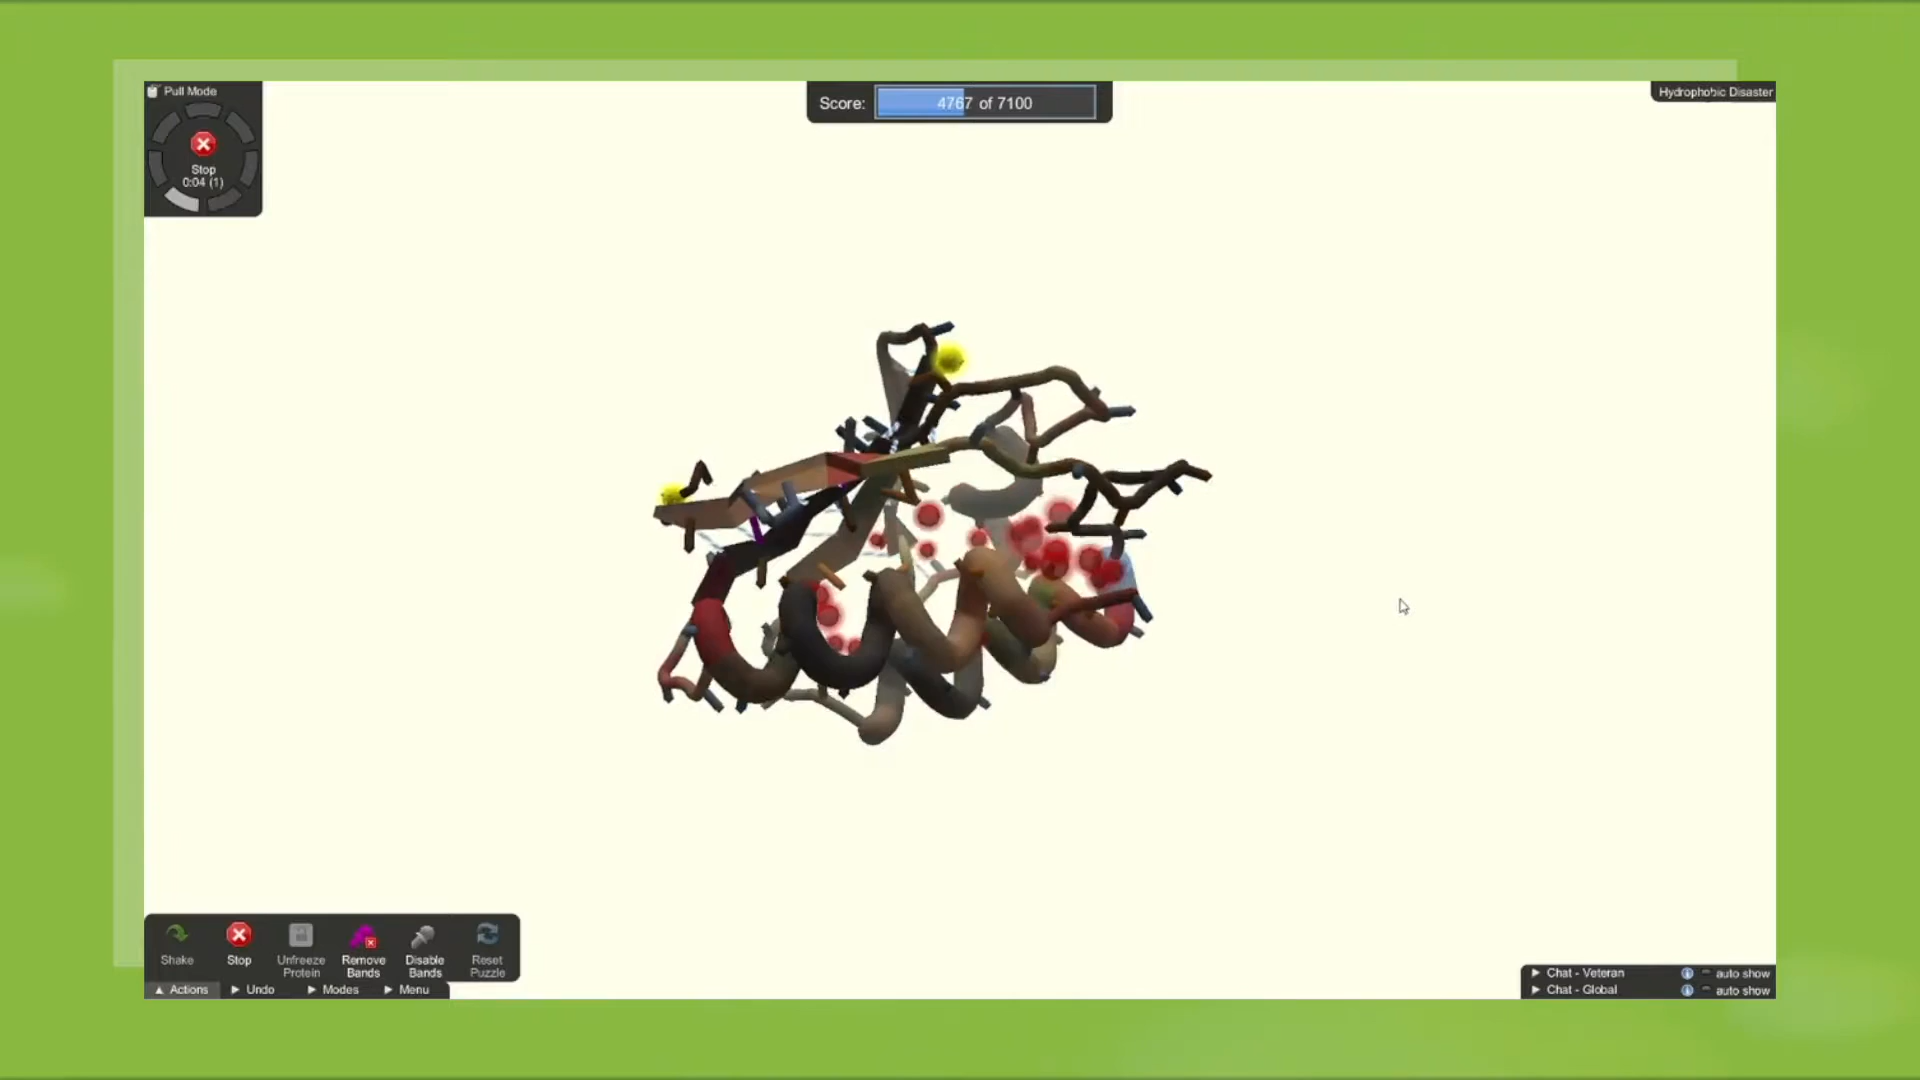 Pull Mode
Stop
0:04 (1)
Score: 4767 of 7100
Hydrophobic Disaster
Shake
Stop
Unfreeze Protein
Remove Bands
Disable Bands
Reset Puzzle
Actions
Undo
Modes
Menu
Chat - Veteran
auto show
Chat - Global
auto show